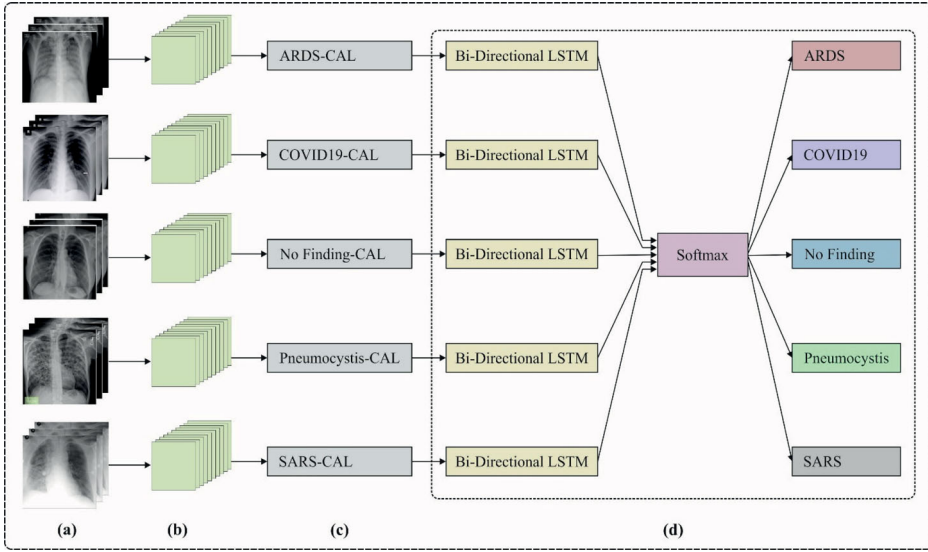 ARDS-CAL Bi-Directional LSTM ARDS
COVID19-CAL Bi-Directional LSTM COVID19
No Finding-CAL Bi-Directional LSTM Softmax No Finding
Pneumocystis-CAL Bi-Directional LSTM Pneumocystis
SARS-CAL Bi-Directional LSTM SARS
(a) (b) (c) (d)